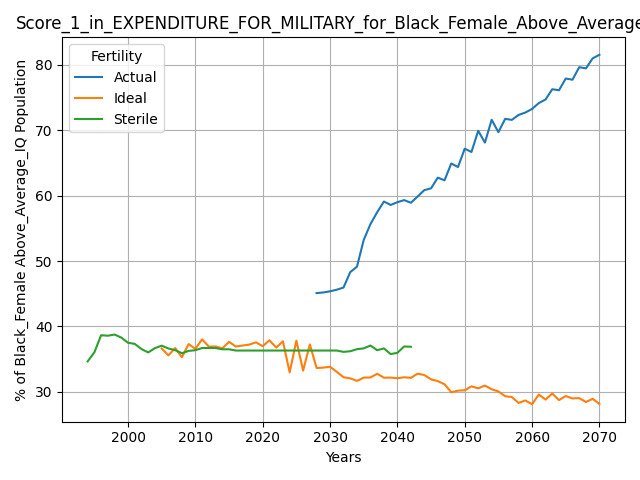 Score_1_in_EXPENDITURE_FOR_MILITARY_for_Black_Female_Above_Average
% of Black_Female Above_Average_IQ Population
80
70
60
50
40
30
Fertility
Actual
Ideal
Sterile
2000
2010
2020
2030
2040
2050
2060
2070
Years